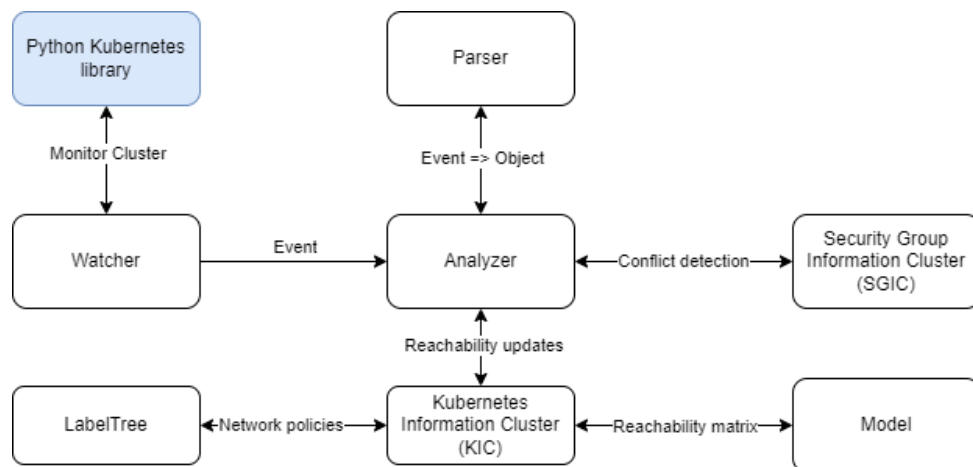 Python Kubernetes
library
Parser
Monitor Cluster
Event => Object
Watcher
Event
Analyzer
Conflict detection
Security Group
Information Cluster
(SGIC)
Reachability updates
LabelTree
Network policies
Kubernetes
Information Cluster
(KIC)
Reachability matrix
Model